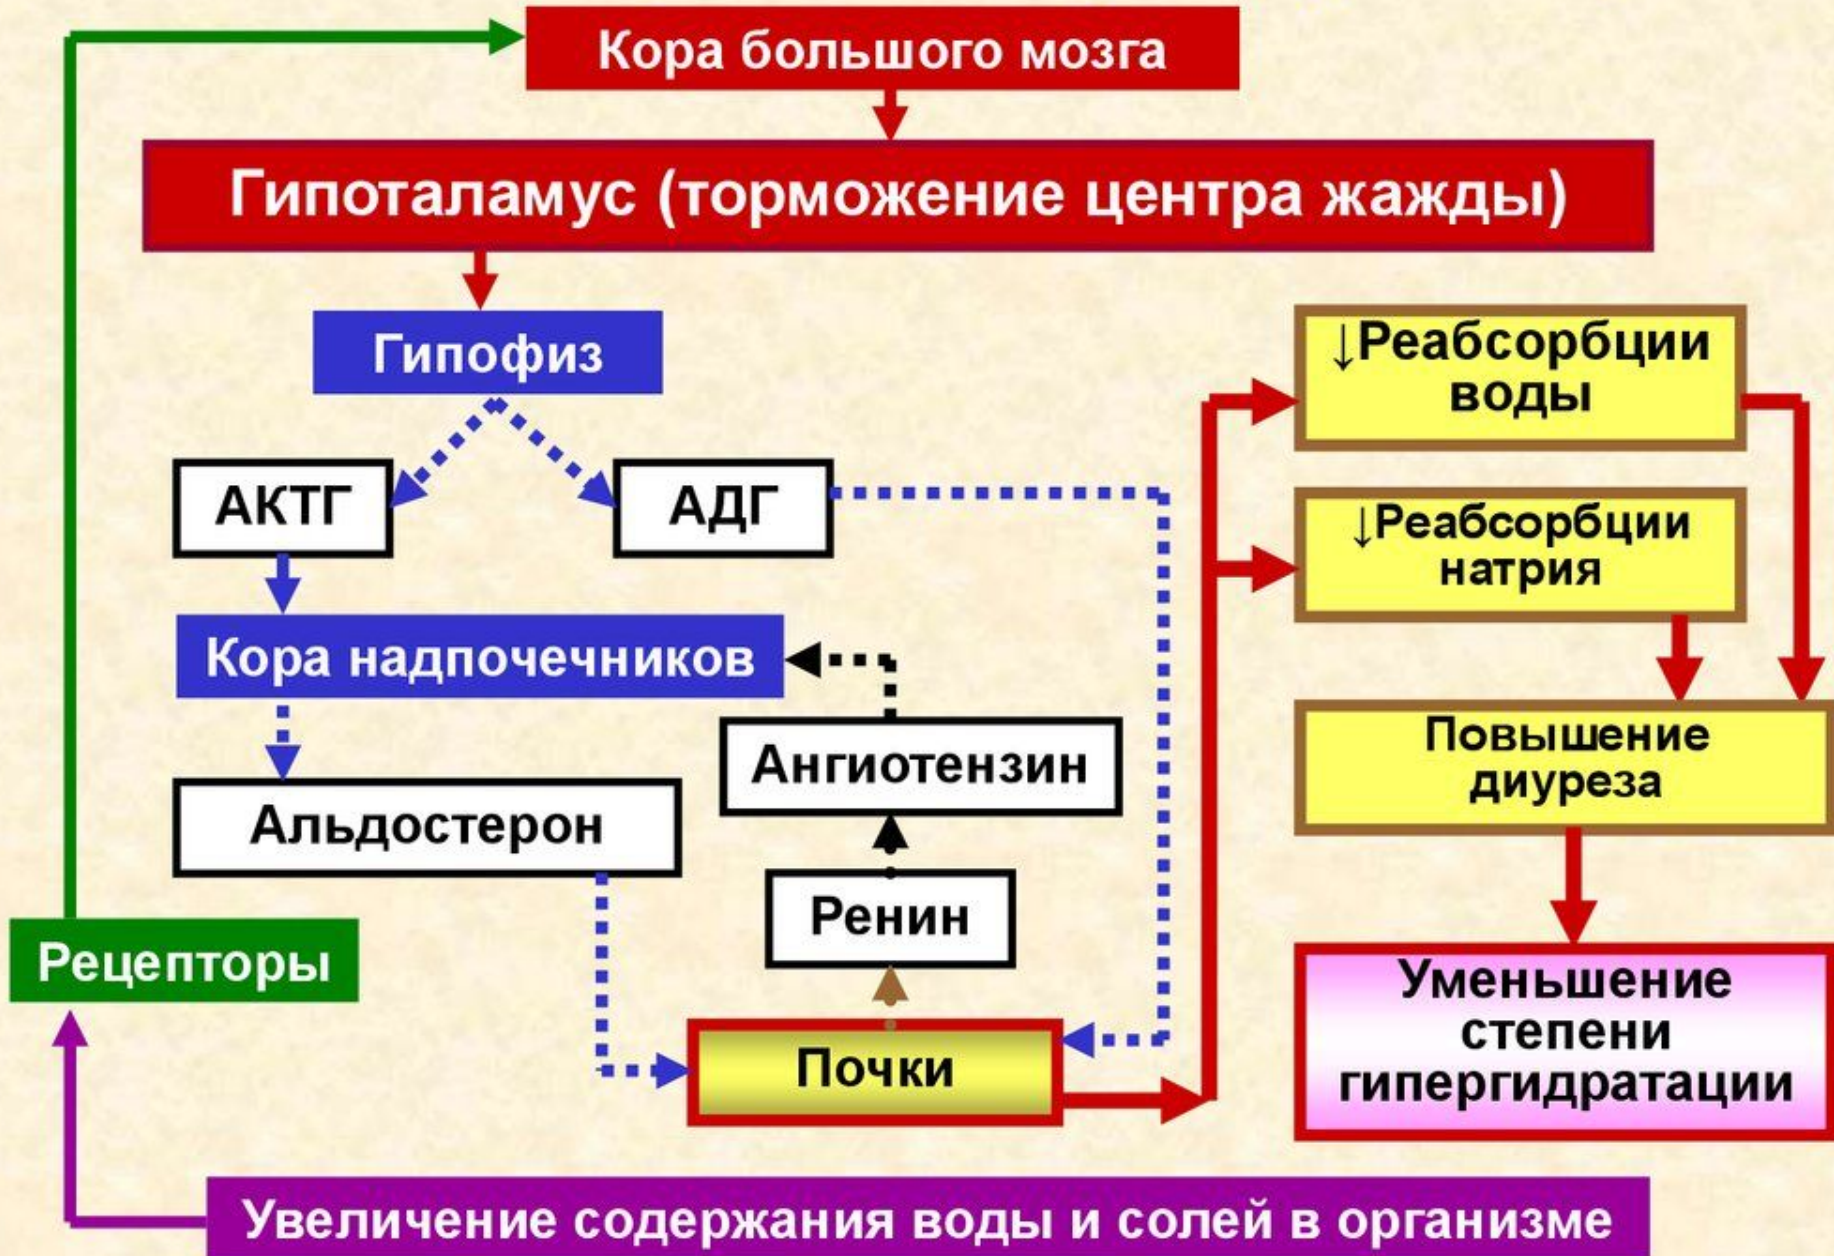 Кора большого мозга
Гипоталамус (торможение центра жажды)
Гипофиз
↓Реабсорбции
воды
АКТГ
АДГ
↓Реабсорбции
натрия
Кора надпочечников
Ангиотензин
Повышение
диуреза
Альдостерон
Ренин
Рецепторы
Уменьшение
степени
гипергидратации
Почки
Увеличение содержания воды и солей в организме